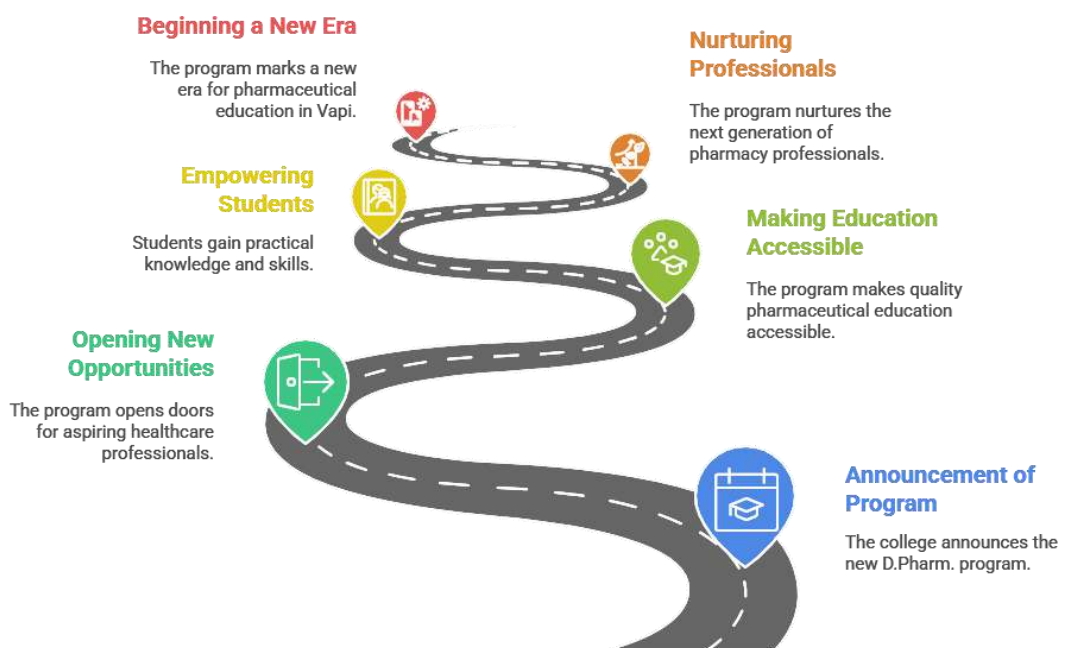 Beginning a New Era
The program marks a new
era for pharmaceutical
education in Vapi.
Nurturing
Professionals
The program nurtures the
next generation of
pharmacy professionals.
Empowering
Students
Students gain practical
knowledge and skills.
Making Education
Accessible
The program makes quality
pharmaceutical education
accessible.
Opening New
Opportunities
The program opens doors
for aspiring healthcare
professionals.
Announcement of
Program
The college announces the
new D.Pharm. program.